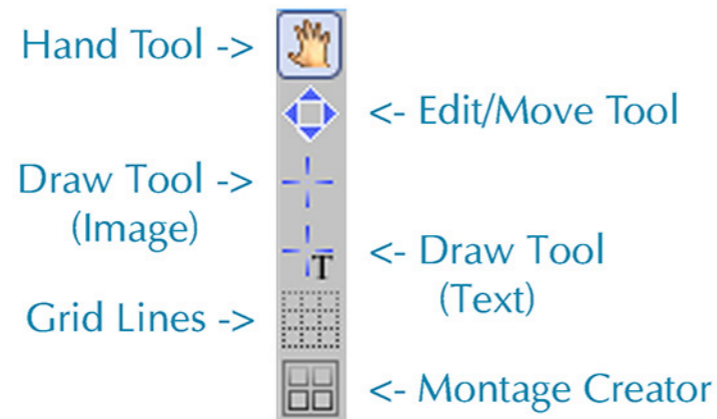 Hand Tool ->
<- Edit/Move Tool
Draw Tool ->
(Image)
T
<- Draw Tool
(Text)
Grid Lines ->
<- Montage Creator